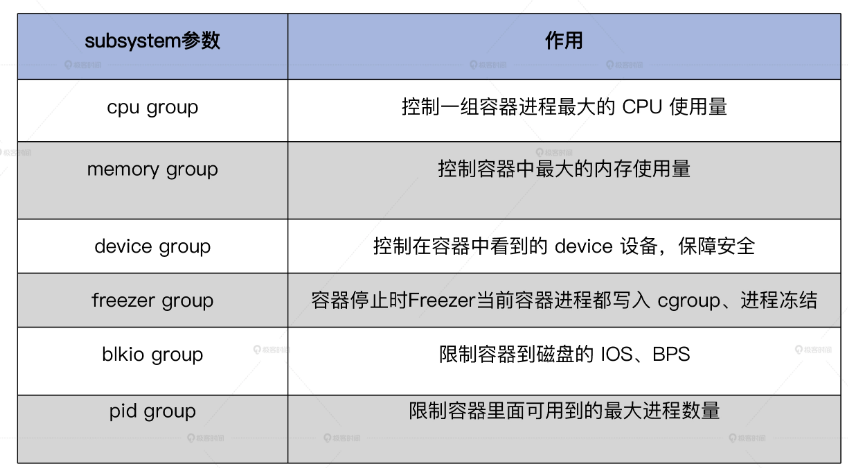 subsystem参数 作用
cpu group 控制一组容器进程最大的 CPU 使用量
memory group 控制容器中最大的内存使用量
device group 控制在容器中看到的 device 设备，保障安全
freezer group 容器停止时Freezer当前容器进程都写入 cgroup、进程冻结
blkio group 限制容器到磁盘的 IOS、BPS
pid group 限制容器里面可用到的最大进程数量